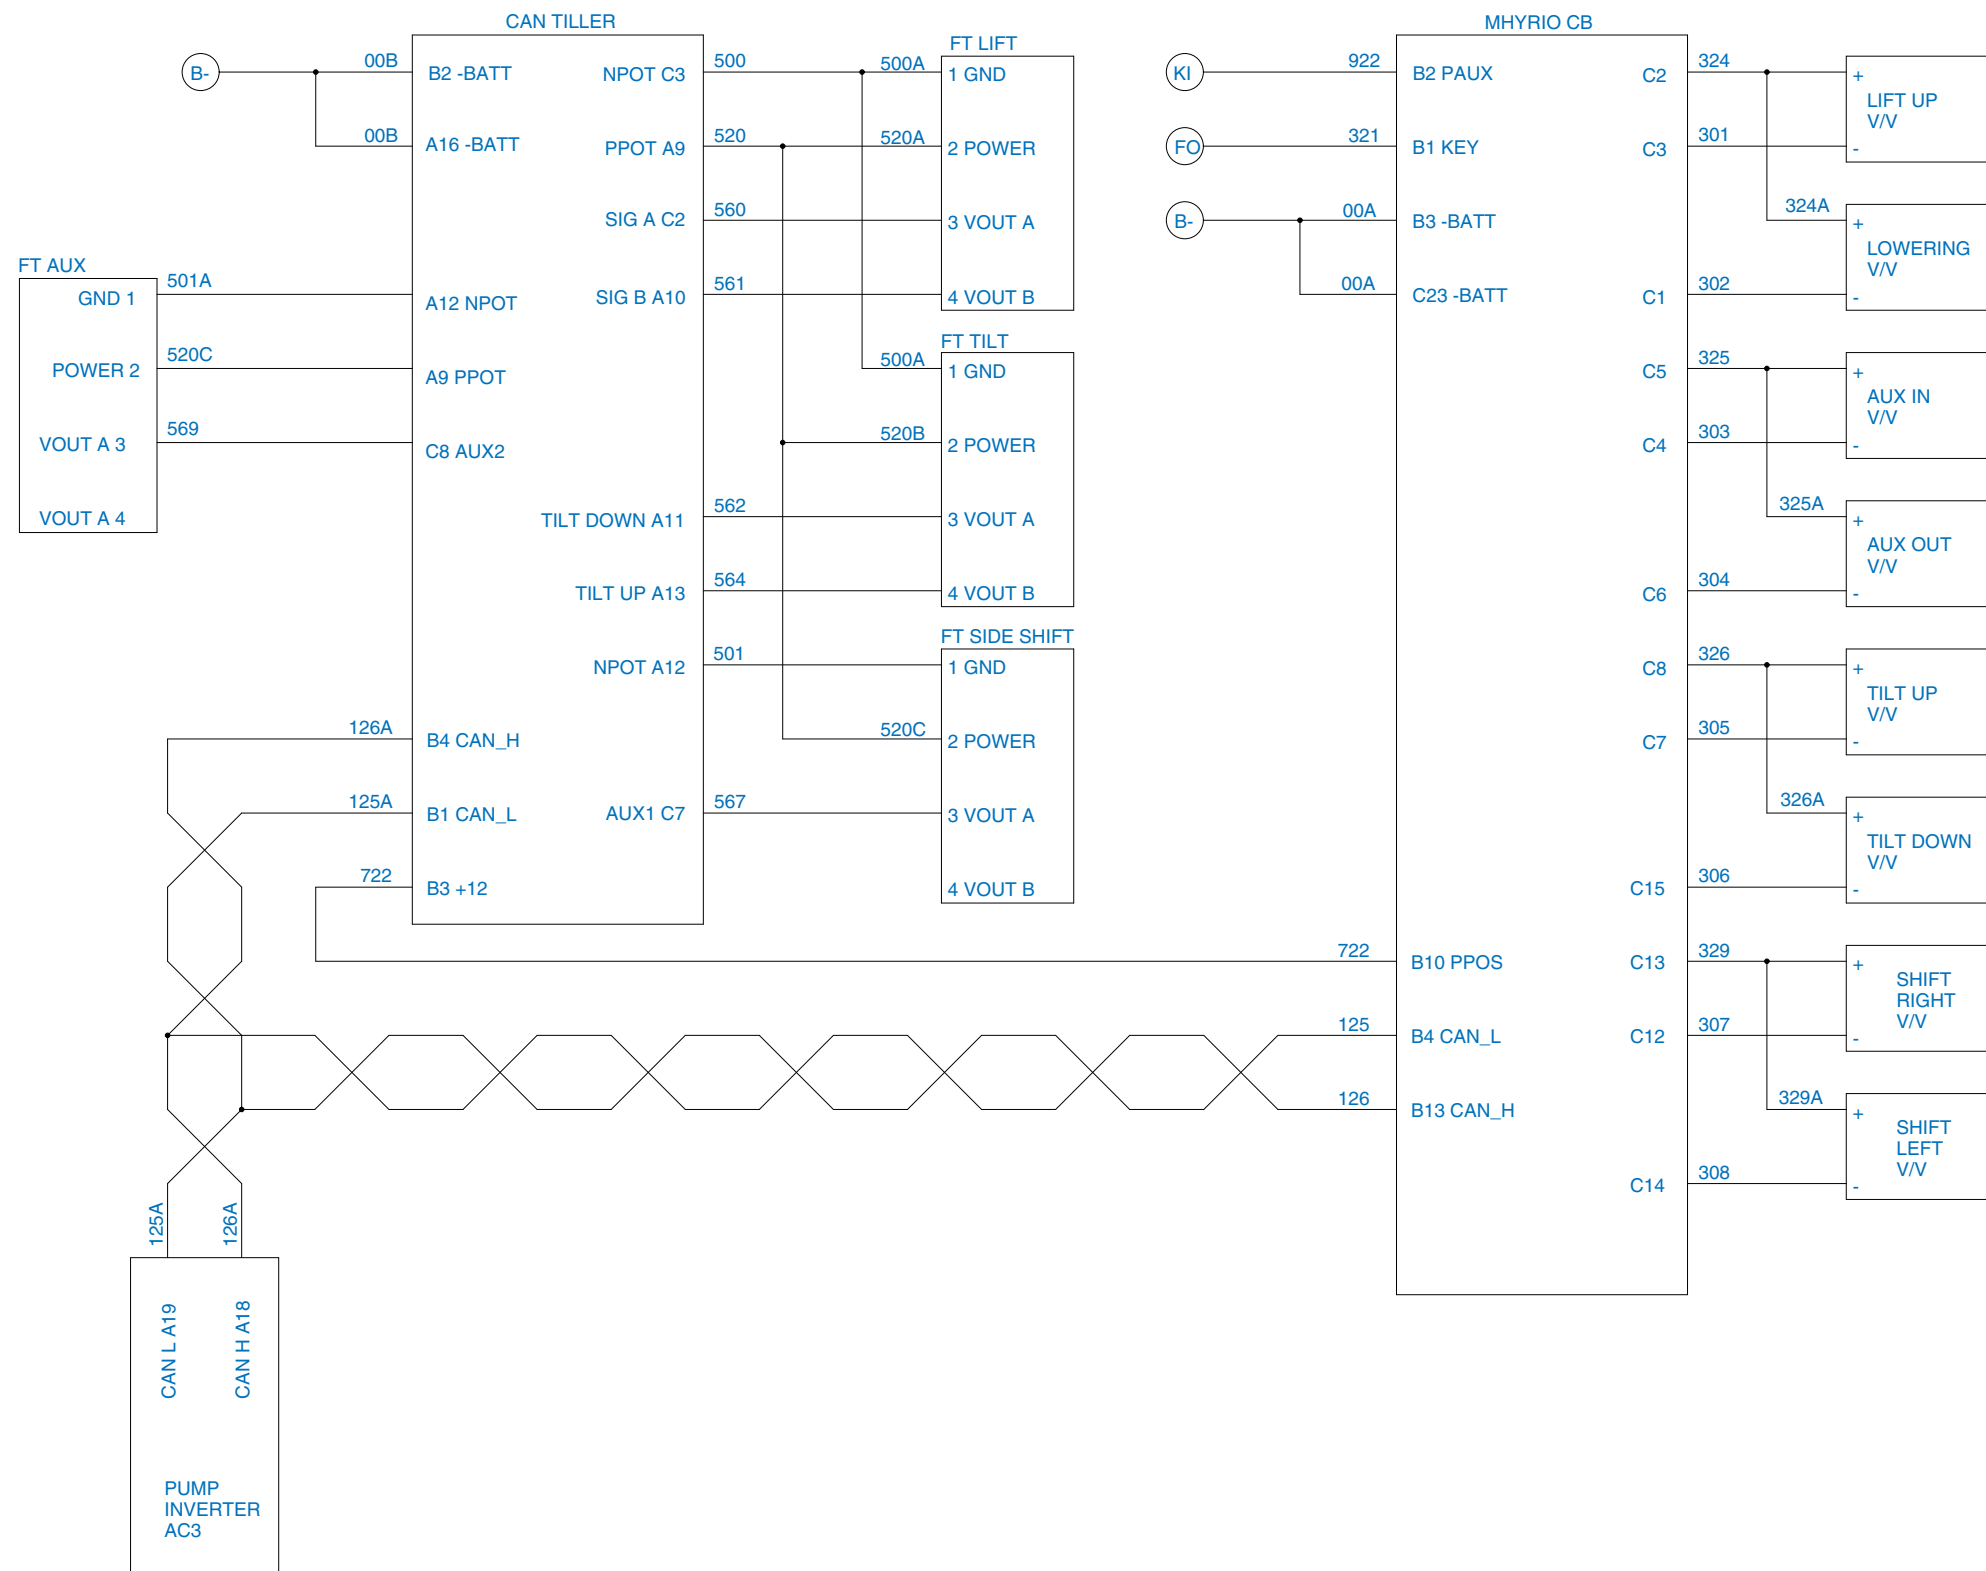 CAN TILLER
B-
00B
B2 -BATT
00B
A16 -BATT
NPOT C3
500
PPOT A9
520
SIG A C2
560
SIG B A10
561
FT LIFT
500A
1 GND
520A
2 POWER
3 VOUT A
4 VOUT B
FT AUX
GND 1
501A
A12 NPOT
POWER 2
520C
A9 PPOT
VOUT A 3
569
C8 AUX2
VOUT A 4
FT TILT
500A
1 GND
520B
2 POWER
TILT DOWN A11
562
3 VOUT A
TILT UP A13
564
4 VOUT B
FT SIDE SHIFT
NPOT A12
501
1 GND
520C
2 POWER
AUX1 C7
567
3 VOUT A
4 VOUT B
126A
B4 CAN_H
125A
B1 CAN_L
722
B3 +12
MHYRIO CB
KI
922
B2 PAUX
FO
321
B1 KEY
B-
00A
B3 -BATT
00A
C23 -BATT
722
B10 PPOS
125
B4 CAN_L
126
B13 CAN_H
C2
324
+
LIFT UP
V/V
C3
301
-
324A
+
LOWERING
V/V
C1
302
-
C5
325
+
AUX IN
V/V
C4
303
-
325A
+
AUX OUT
V/V
C6
304
-
C8
326
+
TILT UP
V/V
C7
305
-
326A
+
TILT DOWN
V/V
C15
306
-
C13
329
+
SHIFT
RIGHT
V/V
C12
307
-
329A
+
SHIFT
LEFT
V/V
C14
308
-
125A
126A
CAN L A19
CAN H A18
PUMP
INVERTER
AC3